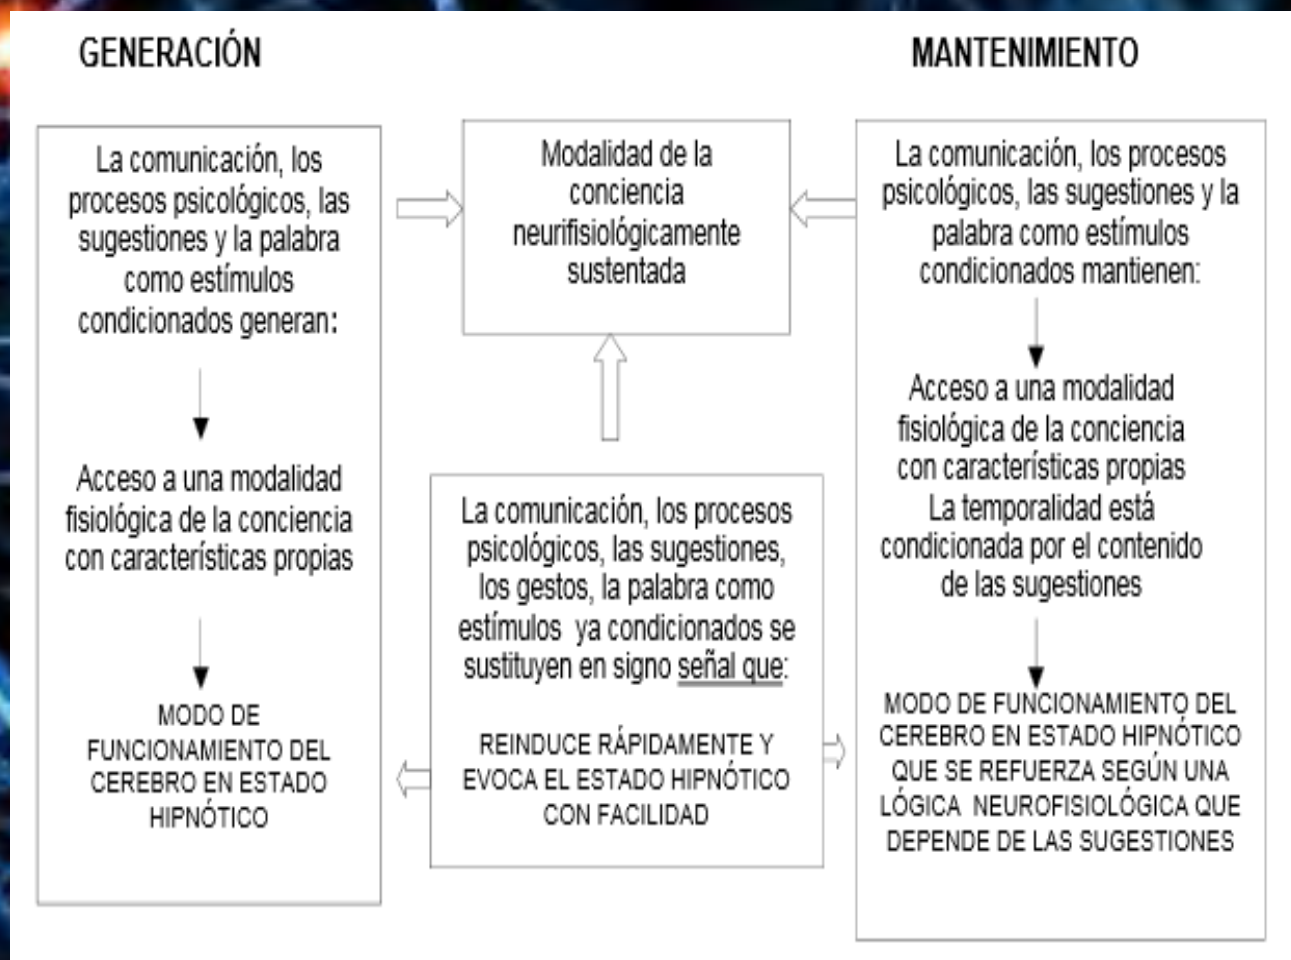 GENERACIÓN
La comunicación, los
procesos psicológicos, las
sugestiones y la palabra
como estímulos
condicionados generan:
Acceso a una modalidad
fisiológica de la conciencia
con características propias
MODO DE
FUNCIONAMIENTO DEL
CEREBRO EN ESTADO
HIPNÓTICO
Modalidad de la
conciencia
neurifisiológicamente
sustentada
La comunicación, los procesos
psicológicos, las sugestiones,
los gestos, la palabra como
estímulos ya condicionados se
sustituyen en signo señal que:
REINDUCE RÁPIDAMENTE Y
EVOCA EL ESTADO HIPNÓTICO
CON FACILIDAD
MANTENIMIENTO
La comunicación, los procesos
psicológicos, las sugestiones y la
palabra como estímulos
condicionados mantienen:
Acceso a una modalidad
fisiológica de la conciencia
con características propias
La temporalidad está
condicionada por el contenido
de las sugestiones
MODO DE FUNCIONAMIENTO DEL
CEREBRO EN ESTADO HIPNÓTICO
QUE SE REFUERZA SEGÚN UNA
LÓGICA NEUROFISIOLÓGICA QUE
DEPENDE DE LAS SUGESTIONES